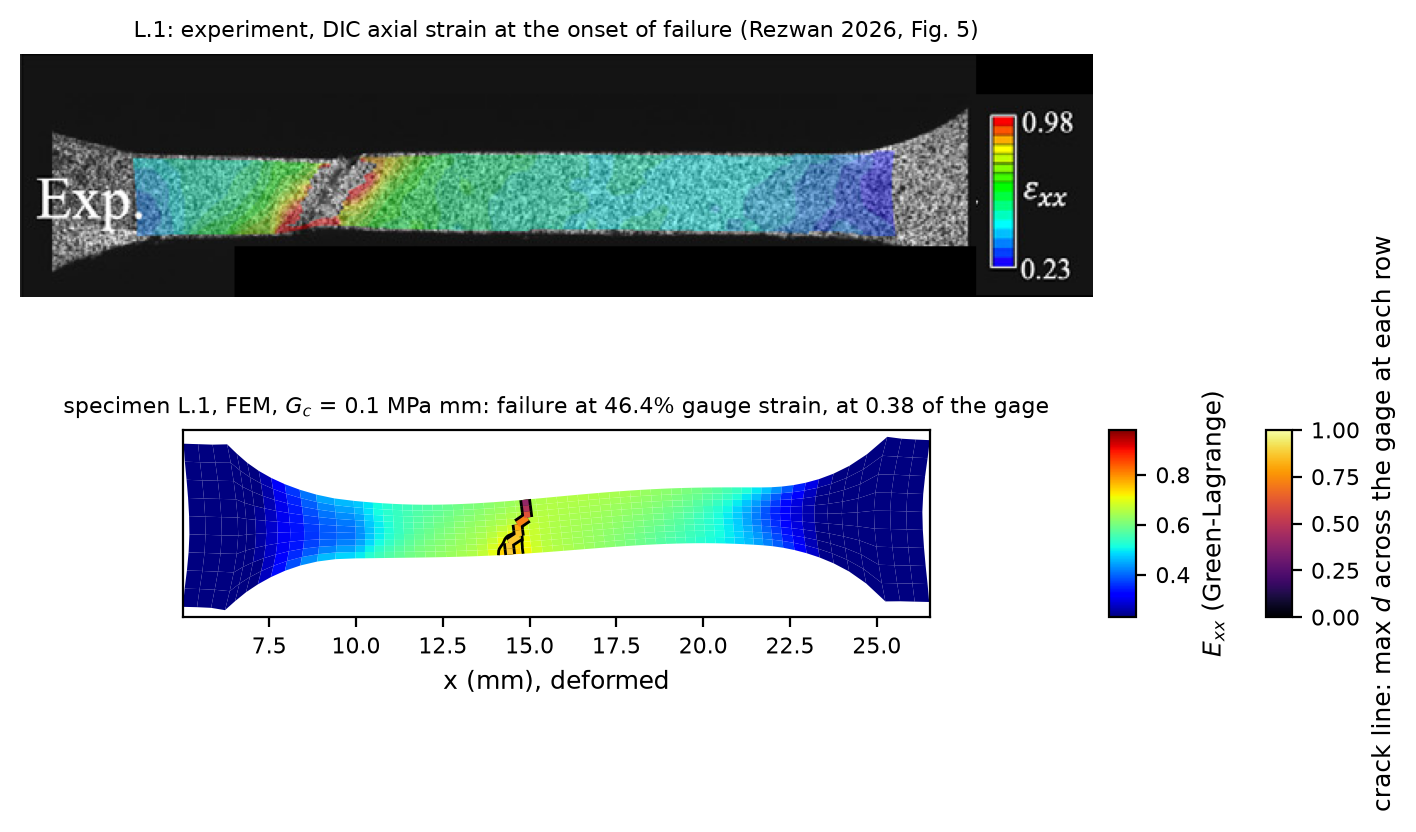 L.1: experiment, DIC axial strain at the onset of failure (Rezwan 2026, Fig. 5)
Exp.
0.98
εxx
0.23
specimen L.1, FEM, Gc = 0.1 MPa mm: failure at 46.4% gauge strain, at 0.38 of the gage
7.5 10.0 12.5 15.0 17.5 20.0 22.5 25.0
x (mm), deformed
0.8
0.6
0.4
Exx (Green-Lagrange)
1.00
0.75
0.50
0.25
0.00
crack line: max d across the gage at each row